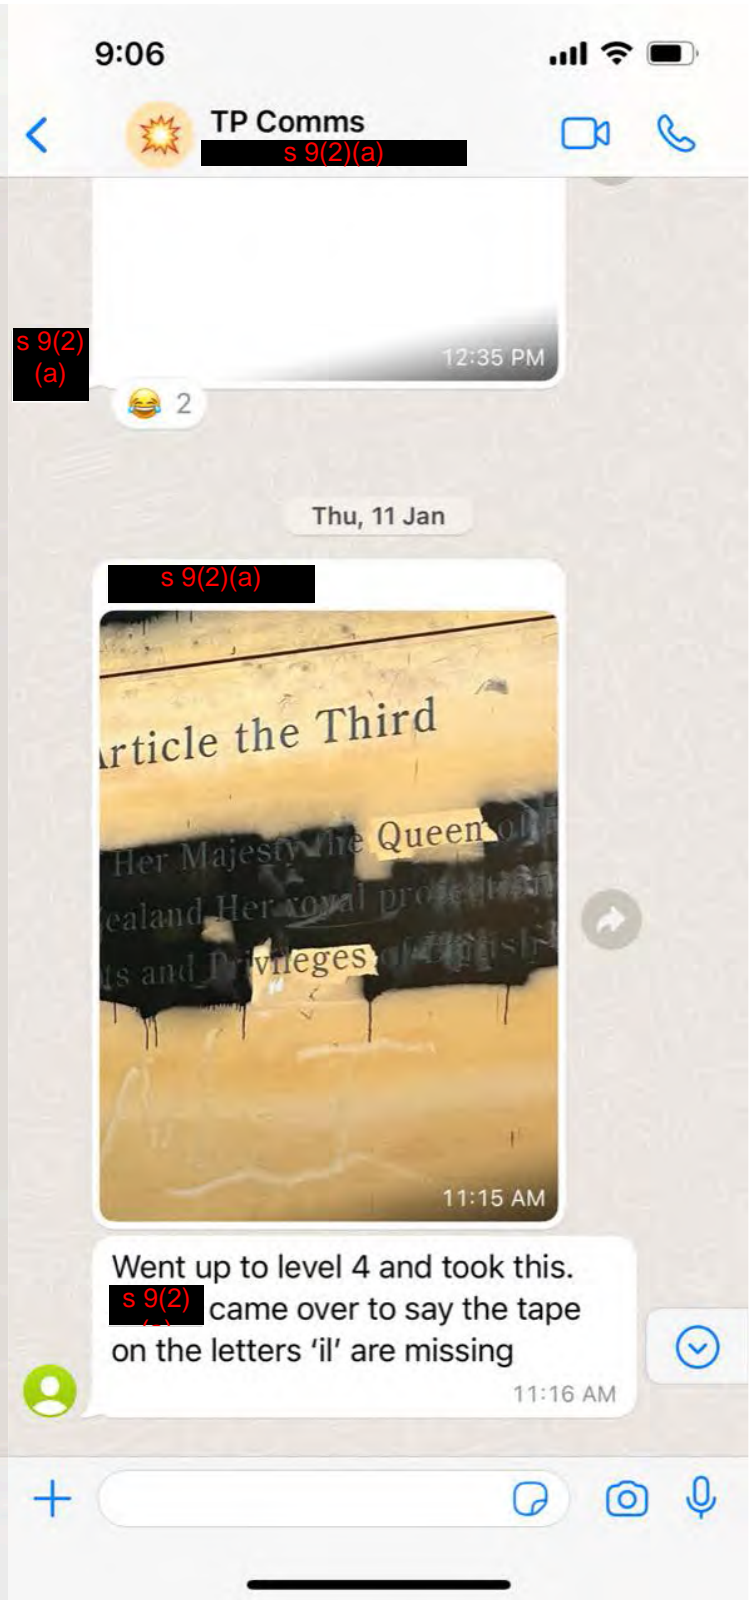 9:06
TP Comms
s 9(2)(a)
12:35 PM
s 9(2)
(a)
😂 2
Thu, 11 Jan
s 9(2)(a)
rticle the Third
Her Majesty the Queen of
ealand Her royal protection
ts and Privileges of English
11:15 AM
Went up to level 4 and took this.
s 9(2) came over to say the tape
on the letters ‘il’ are missing
11:16 AM